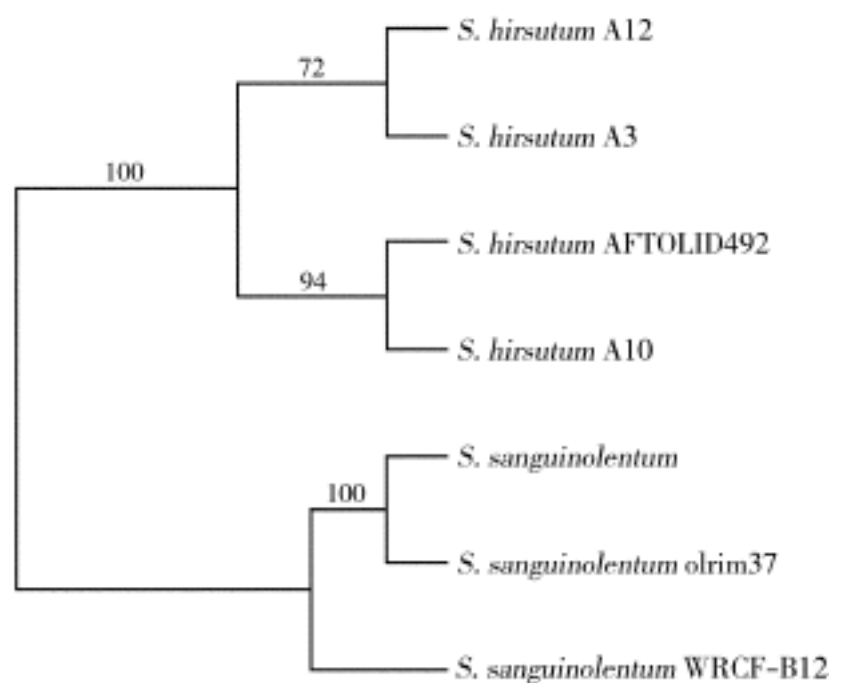 S. hirsutum A12
72
S. hirsutum A3
100
S. hirsutum AFTOLID492
94
S. hirsutum A10
S. sanguinolentum
100
S. sanguinolentum olrim37
S. sanguinolentum WRCF-B12